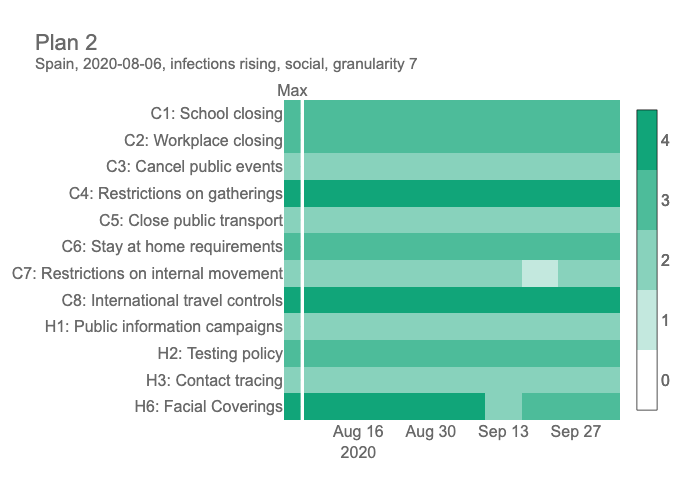 Plan 2
Spain, 2020-08-06, infections rising, social, granularity 7
Max
C1: School closing
C2: Workplace closing
C3: Cancel public events
C4: Restrictions on gatherings
C5: Close public transport
C6: Stay at home requirements
C7: Restrictions on internal movement
C8: International travel controls
H1: Public information campaigns
H2: Testing policy
H3: Contact tracing
H6: Facial Coverings
Aug 16 Aug 30 Sep 13 Sep 27
2020
4
3
2
1
0